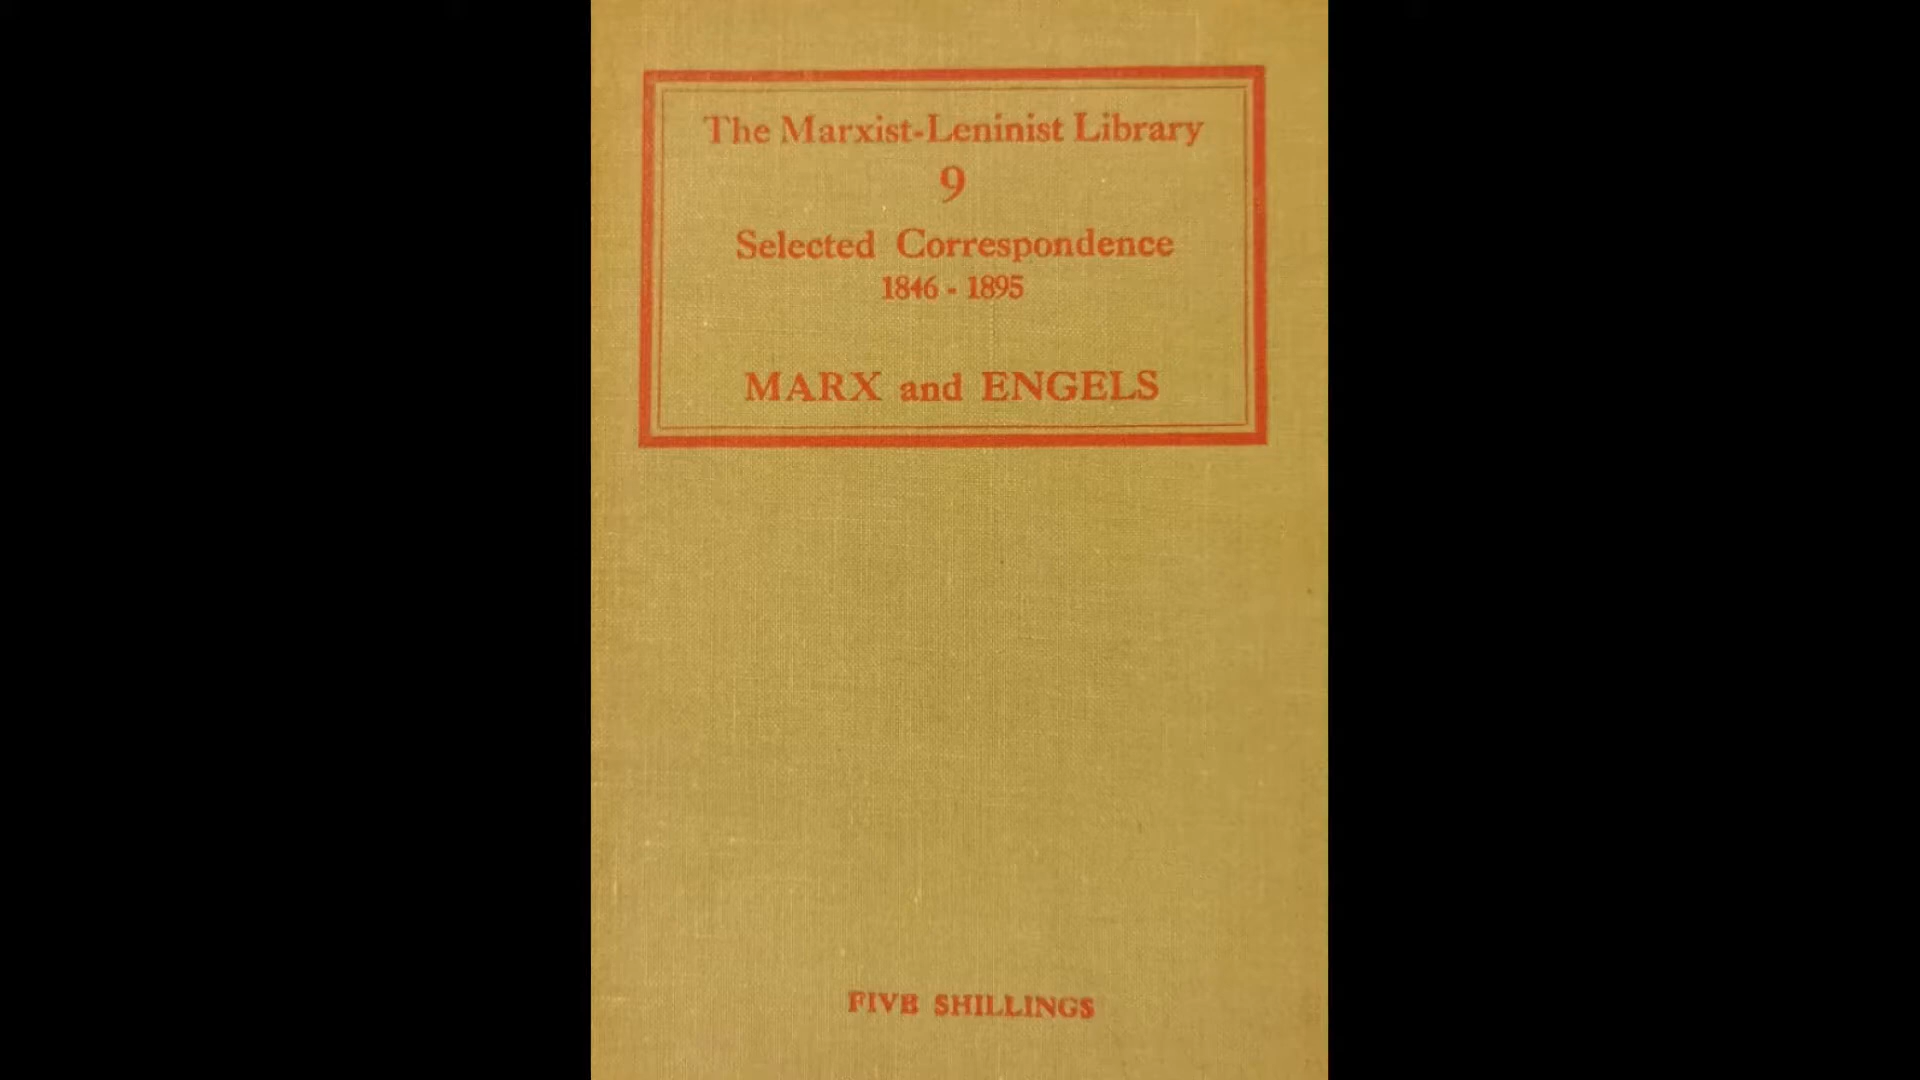 The Marxist-Leninist Library
9
Selected Correspondence
1846 - 1895
MARX and ENGELS
FIVE SHILLINGS